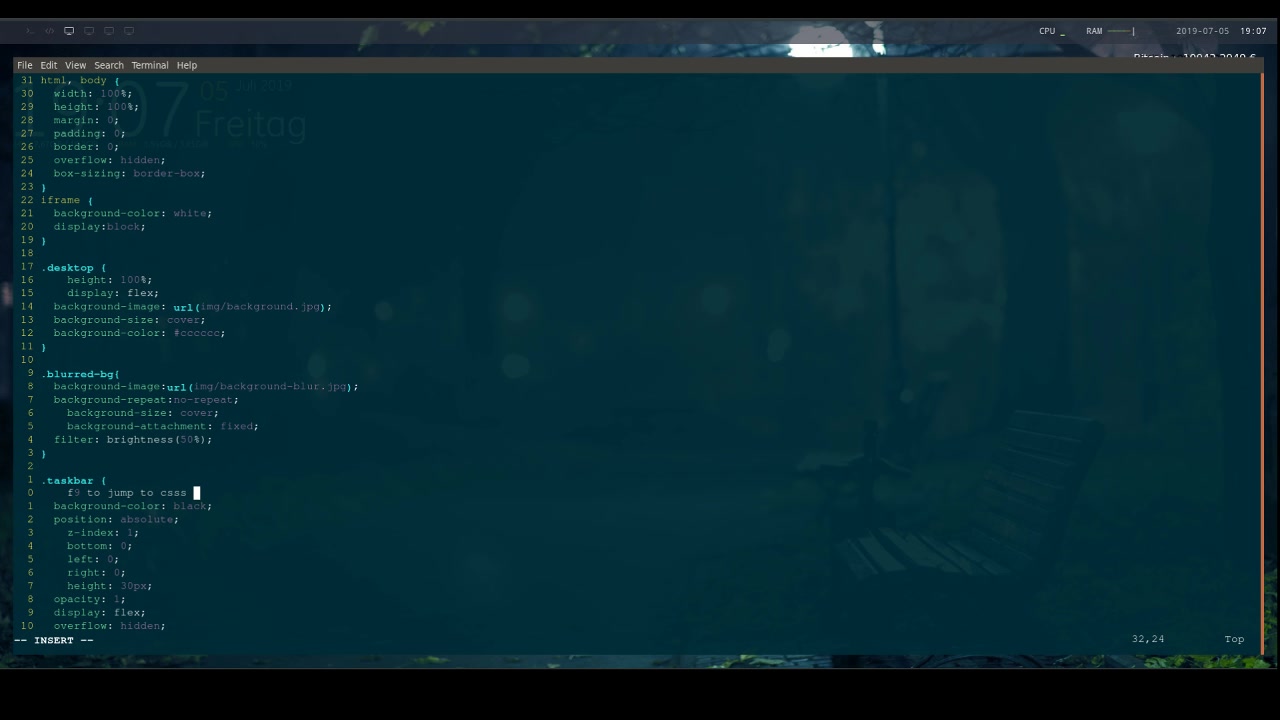 CPU _ RAM 2019-07-05 19:07
File Edit View Search Terminal Help
31 html, body {
30 width: 100%;
29 height: 100%;
28 margin: 0;
27 padding: 0;
26 border: 0;
25 overflow: hidden;
24 box-sizing: border-box;
23 }
22 iframe {
21 background-color: white;
20 display:block;
19 }
18
17 .desktop {
16 height: 100%;
15 display: flex;
14 background-image: url(img/background.jpg);
13 background-size: cover;
12 background-color: #cccccc;
11 }
10
9 .blurred-bg{
8 background-image:url(img/background-blur.jpg);
7 background-repeat:no-repeat;
6 background-size: cover;
5 background-attachment: fixed;
4 filter: brightness(50%);
3 }
2
1 .taskbar {
0 f9 to jump to csss
1 background-color: black;
2 position: absolute;
3 z-index: 1;
4 bottom: 0;
5 left: 0;
6 right: 0;
7 height: 30px;
8 opacity: 1;
9 display: flex;
10 overflow: hidden;
-- INSERT -- 32,24 Top
07 05 Juli 2019
Freitag